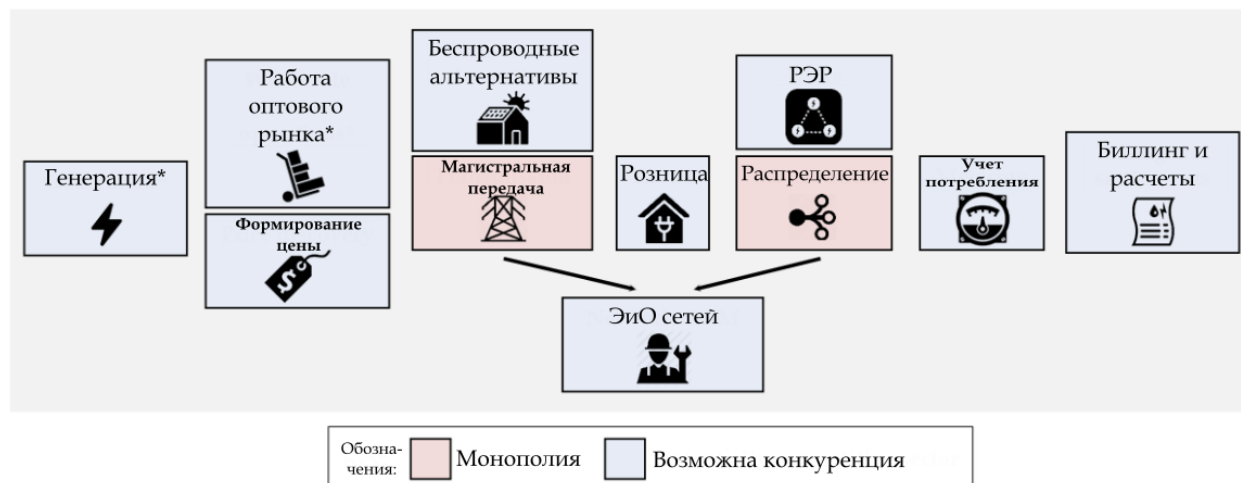 Беспроводные
альтернативы
РЭР
Работа
оптового
рынка*
Генерация*
Формирование
цены
Магистральная
передача
Розница
Распределение
Учет
потребления
Биллинг и
расчеты
ЭиО сетей
Обозна-
чения:
Монополия
Возможна конкуренция